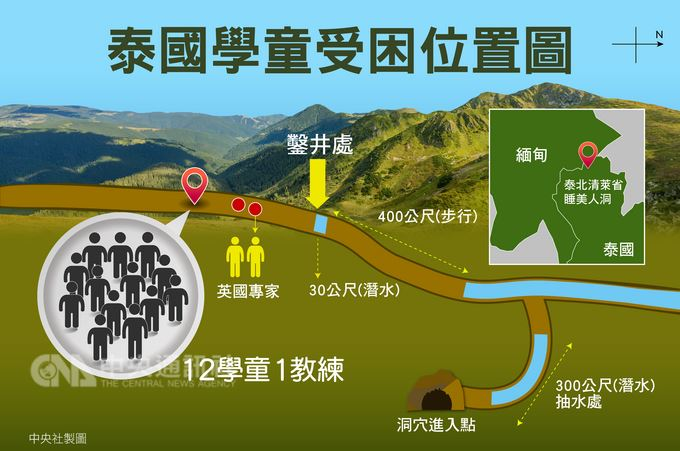 泰國學童受困位置圖
N
鑿井處
緬甸
泰北清萊省
睡美人洞
泰國
400公尺(步行)
英國專家
30公尺(潛水)
12學童1教練
CNA 中央通訊社
THE CENTRAL NEWS AGENCY
300公尺(潛水)
抽水處
洞穴進入點
中央社製圖